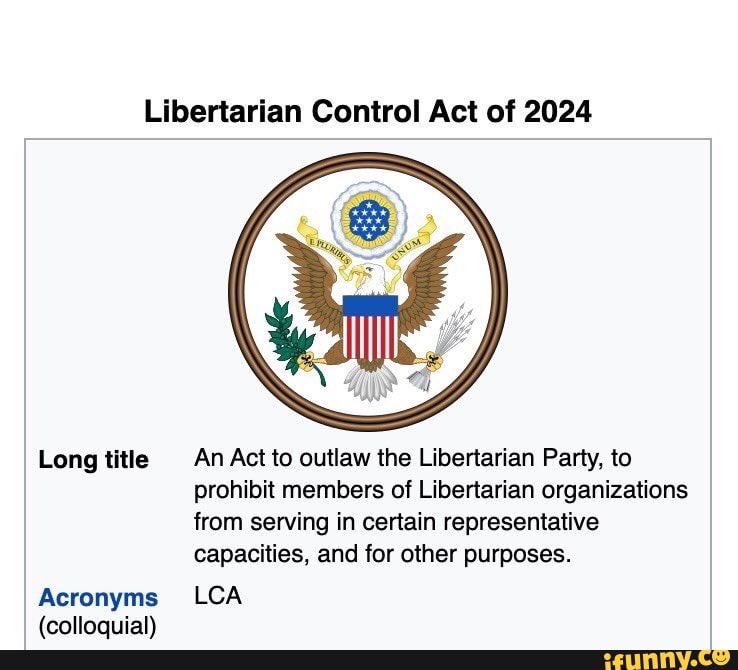 Libertarian Control Act of 2024
E PLURIBUS UNUM
Long title An Act to outlaw the Libertarian Party, to
prohibit members of Libertarian organizations
from serving in certain representative
capacities, and for other purposes.
Acronyms LCA
(colloquial)
ifunny.co